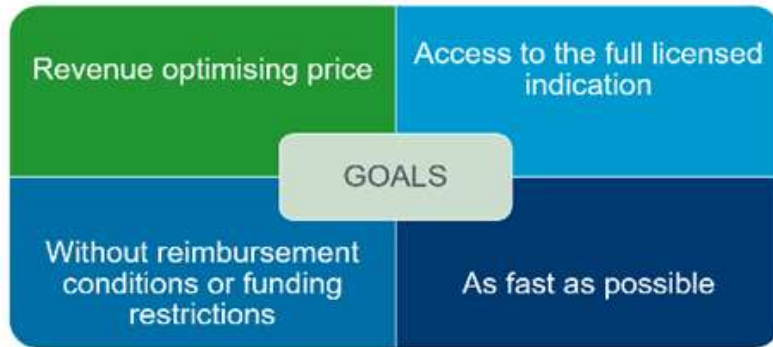 Revenue optimising price
Access to the full licensed
indication
GOALS
Without reimbursement
conditions or funding
restrictions
As fast as possible